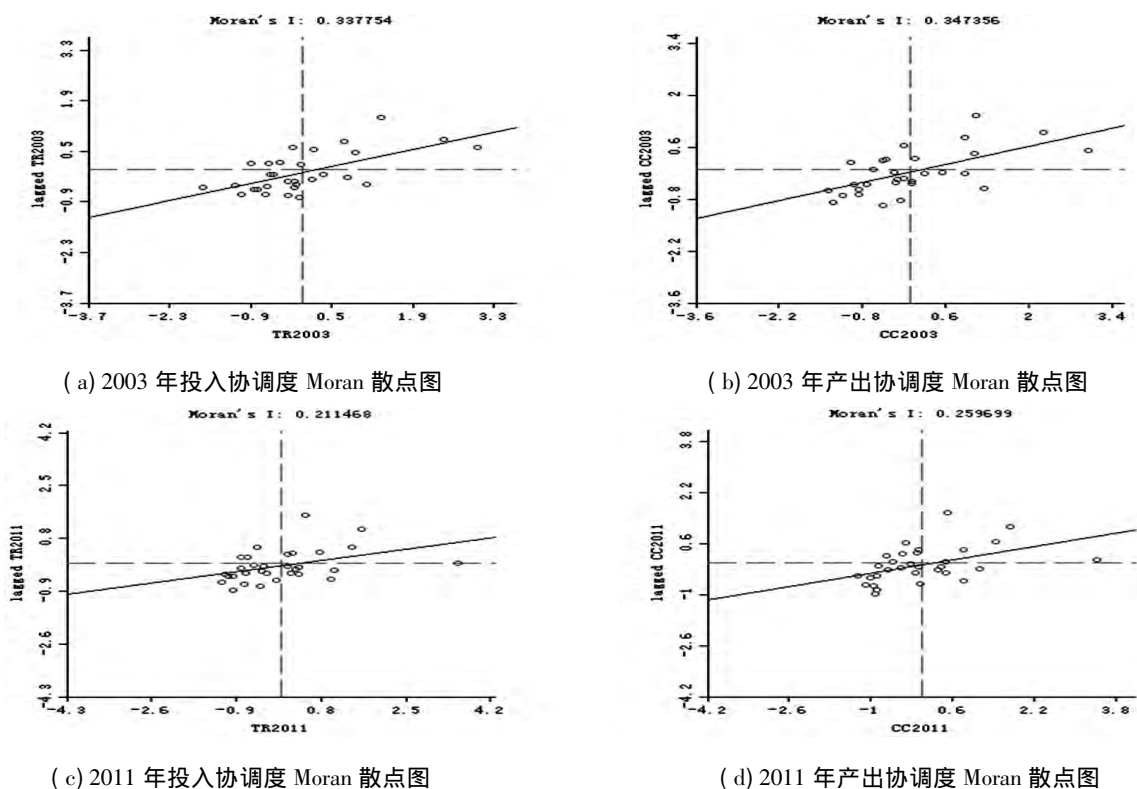 Moran's I: 0.337754
lagged TR2003
3.3
1.9
0.5
-0.9
-2.3
-3.7
-3.7 -2.3 -0.9 0.5 1.9 3.3
TR2003
(a) 2003 年投入协调度 Moran 散点图
Moran's I: 0.347356
lagged CC2003
3.4
2
0.6
-0.8
-2.2
-3.6
-3.6 -2.2 -0.8 0.6 2 3.4
CC2003
(b) 2003 年产出协调度 Moran 散点图
Moran's I: 0.211468
lagged TR2011
4.2
2.5
0.8
-0.9
-2.6
-4.3
-4.3 -2.6 -0.9 0.8 2.5 4.2
TR2011
(c) 2011 年投入协调度 Moran 散点图
Moran's I: 0.259699
lagged CC2011
3.8
2.2
0.6
-1
-2.6
-4.2
-4.2 -2.6 -1 0.6 2.2 3.8
CC2011
(d) 2011 年产出协调度 Moran 散点图